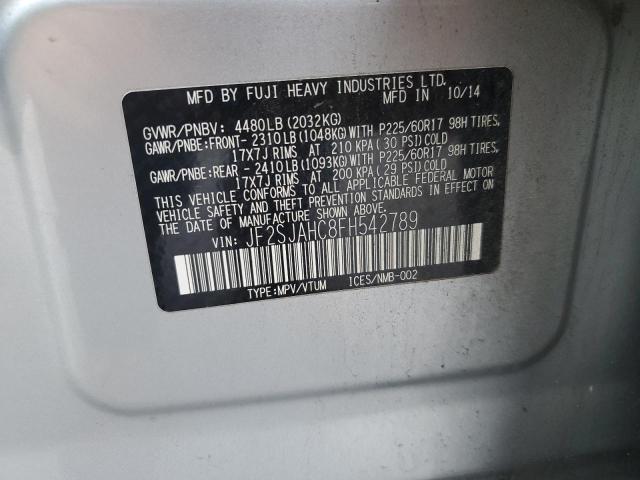 MFD BY FUJI HEAVY INDUSTRIES LTD.
MFD IN 10/14
GVWR/PNBV: 4480LB (2032KG)
GAWR/PNBE:FRONT- 2310LB (1048KG)WITH P225/60R17 98H TIRES,
17X7J RIMS AT 210 KPA (30 PSI)COLD
GAWR/PNBE:REAR - 2410LB (1093KG)WITH P225/60R17 98H TIRES,
17X7J RIMS AT 200 KPA (29 PSI)COLD
THIS VEHICLE CONFORMS TO ALL APPLICABLE FEDERAL MOTOR
VEHICLE SAFETY AND THEFT PREVENTION STANDARDS IN EFFECT ON
THE DATE OF MANUFACTURE SHOWN ABOVE.
VIN: JF2SJAHC8FH542789
TYPE:MPV/VTUM ICES/NMB-002